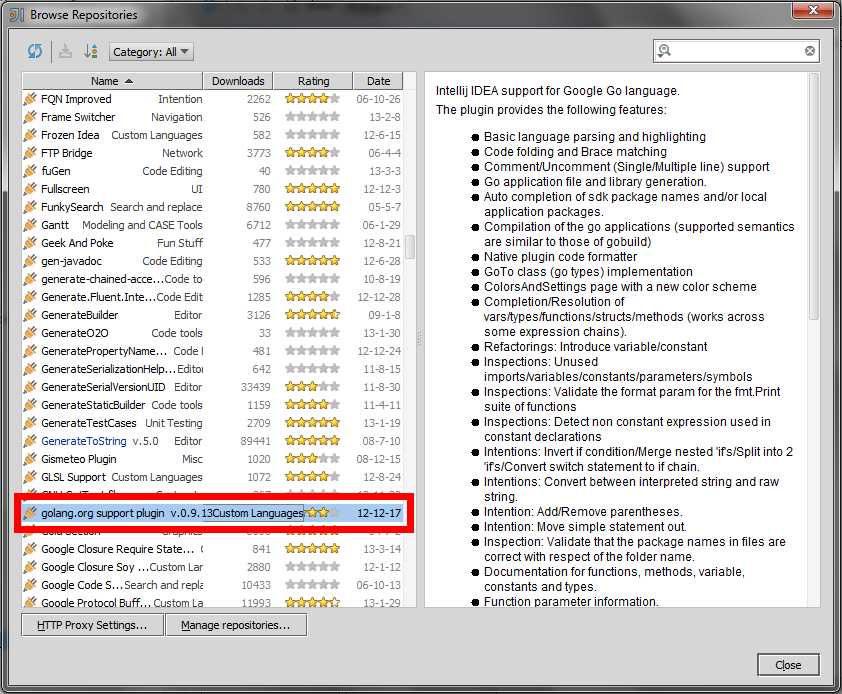 Browse Repositories
Category: All
Name Downloads Rating Date
FQN Improved Intention 2262 06-10-26
Frame Switcher Navigation 526 13-2-8
Frozen Idea Custom Languages 582 12-6-15
FTP Bridge Network 3773 06-4-4
fuGen Code Editing 40 13-3-3
Fullscreen UI 780 12-12-3
FunkySearch Search and replace 8760 05-5-7
Gantt Modeling and CASE Tools 6712 06-1-29
Geek And Poke Fun Stuff 477 12-8-21
gen-javadoc Code Editing 533 12-6-28
generate-chained-acce...Code to 596 10-8-19
Generate.Fluent.Inte...Code Edit 1285 12-12-28
GenerateBuilder Editor 3126 09-1-8
GenerateO2O Code tools 33 13-1-30
GeneratePropertyName... Code l 481 12-12-24
GenerateSerializationHelp...Editor 642 11-8-15
GenerateSerialVersionUID Editor 33439 11-8-30
GenerateStaticBuilder Code tools 1159 11-4-11
GenerateTestCases Unit Testing 2709 13-1-19
GenerateToString v.5.0 Editor 89441 08-7-10
Gismeteo Plugin Misc 1020 08-12-15
GLSL Support Custom Languages 1072 12-8-24
golang.org support plugin v.0.9.13Custom Languages 12-12-17
Google Closure Require State... 841 13-3-14
Google Closure Soy ...Custom La 2880 12-1-12
Google Code S...Search and repla 10433 06-10-13
Google Protocol Buff...Custom La 11993 13-1-29
HTTP Proxy Settings... Manage repositories...
Intellij IDEA support for Google Go language.
The plugin provides the following features:
● Basic language parsing and highlighting
● Code folding and Brace matching
● Comment/Uncomment (Single/Multiple line) support
● Go application file and library generation.
● Auto completion of sdk package names and/or local
application packages.
● Compilation of the go applications (supported semantics
are similar to those of gobuild)
● Native plugin code formatter
● GoTo class (go types) implementation
● ColorsAndSettings page with a new color scheme
● Completion/Resolution of
vars/types/functions/structs/methods (works across
some expression chains).
● Refactorings: Introduce variable/constant
● Inspections: Unused
imports/variables/constants/parameters/symbols
● Inspections: Validate the format param for the fmt.Print
suite of functions
● Inspections: Detect non constant expression used in
constant declarations
● Intentions: Invert if condition/Merge nested 'if's/Split into 2
'if's/Convert switch statement to if chain.
● Intentions: Convert between interpreted string and raw
string.
● Intention: Add/Remove parentheses.
● Intention: Move simple statement out.
● Inspection: Validate that the package names in files are
correct with respect of the folder name.
● Documentation for functions, methods, variable,
constants and types.
● Function parameter information.
Close